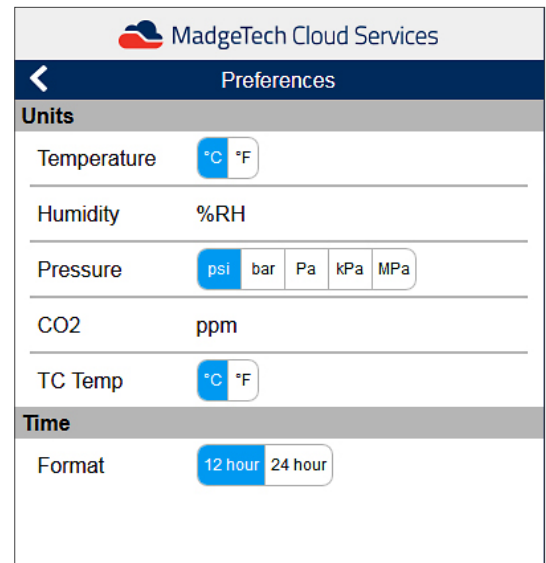 MadgeTech Cloud Services
Preferences
Units
Temperature °C °F
Humidity %RH
Pressure psi bar Pa kPa MPa
CO2 ppm
TC Temp °C °F
Time
Format 12 hour 24 hour